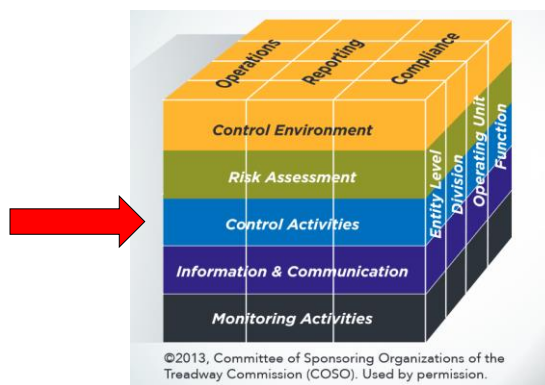 Operations
Reporting
Compliance
Control Environment
Risk Assessment
Control Activities
Information & Communication
Monitoring Activities
Entity Level
Division
Operating Unit
Function
©2013, Committee of Sponsoring Organizations of the
Treadway Commission (COSO). Used by permission.